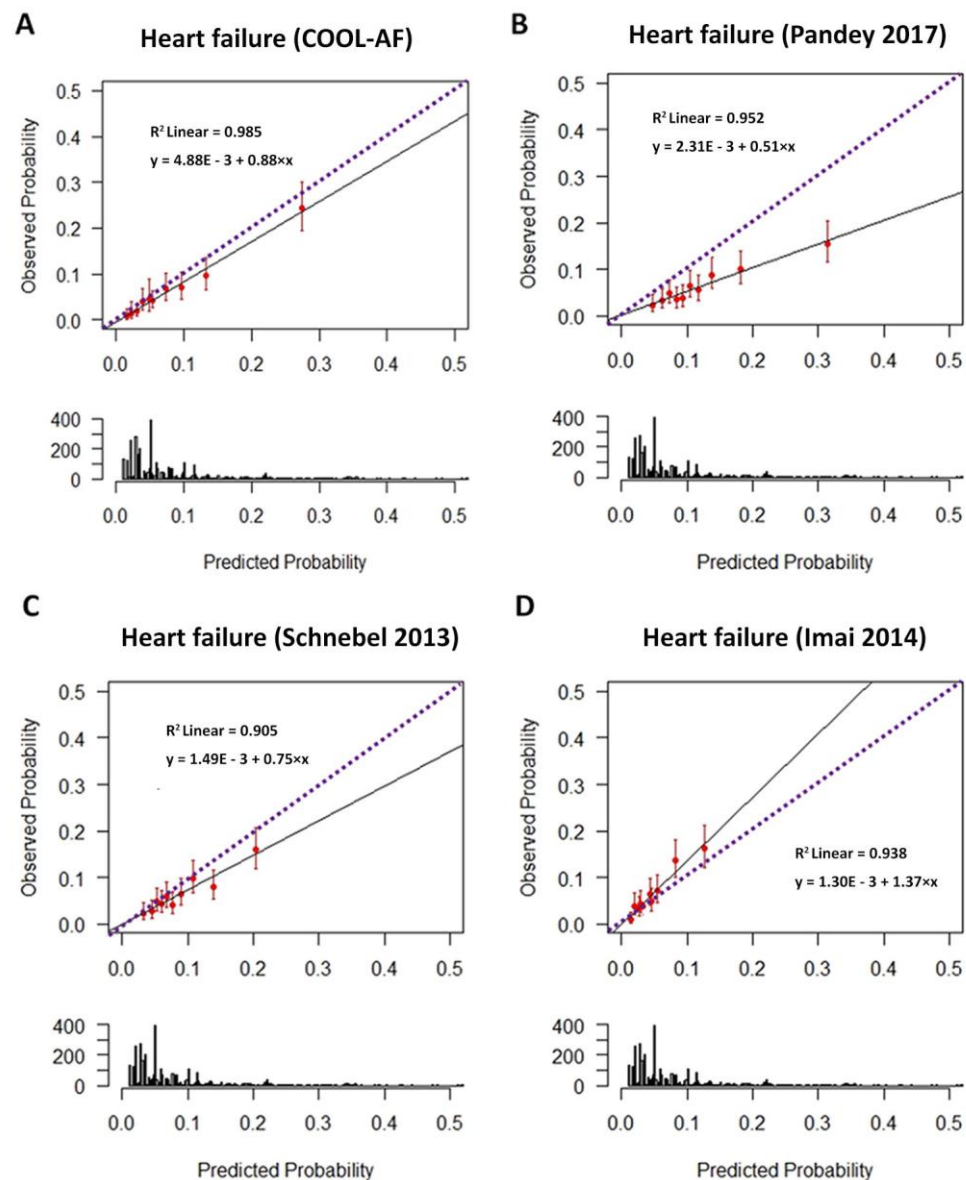 A
Heart failure (COOL-AF)
Observed Probability
0.5
0.4
0.3
0.2
0.1
0.0
R² Linear = 0.985
y = 4.88E - 3 + 0.88×x
0.0 0.1 0.2 0.3 0.4 0.5
400
200
0
0.0 0.1 0.2 0.3 0.4 0.5
Predicted Probability
B
Heart failure (Pandey 2017)
Observed Probability
0.5
0.4
0.3
0.2
0.1
0.0
R² Linear = 0.952
y = 2.31E - 3 + 0.51×x
0.0 0.1 0.2 0.3 0.4 0.5
400
200
0
0.0 0.1 0.2 0.3 0.4 0.5
Predicted Probability
C
Heart failure (Schnebel 2013)
Observed Probability
0.5
0.4
0.3
0.2
0.1
0.0
R² Linear = 0.905
y = 1.49E - 3 + 0.75×x
0.0 0.1 0.2 0.3 0.4 0.5
400
200
0
0.0 0.1 0.2 0.3 0.4 0.5
Predicted Probability
D
Heart failure (Imai 2014)
Observed Probability
0.5
0.4
0.3
0.2
0.1
0.0
R² Linear = 0.938
y = 1.30E - 3 + 1.37×x
0.0 0.1 0.2 0.3 0.4 0.5
400
200
0
0.0 0.1 0.2 0.3 0.4 0.5
Predicted Probability